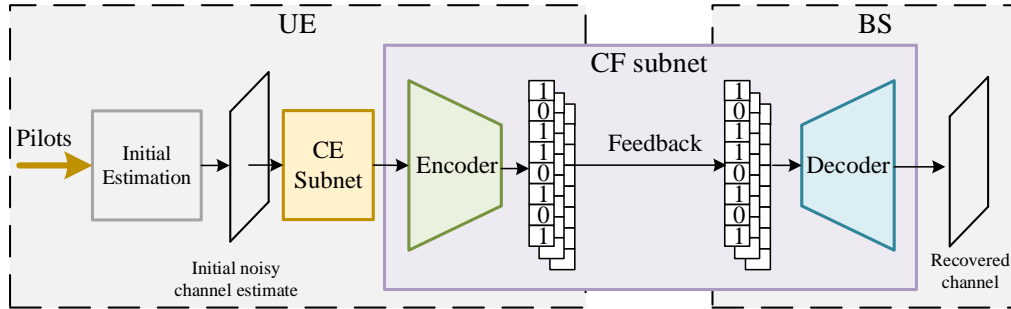 UE
BS
CF subnet
Pilots
Initial
Estimation
CE
Subnet
Encoder
1
0
1
1
0
1
0
1
Feedback
1
0
1
1
0
1
0
1
Decoder
Initial noisy
channel estimate
Recovered
channel